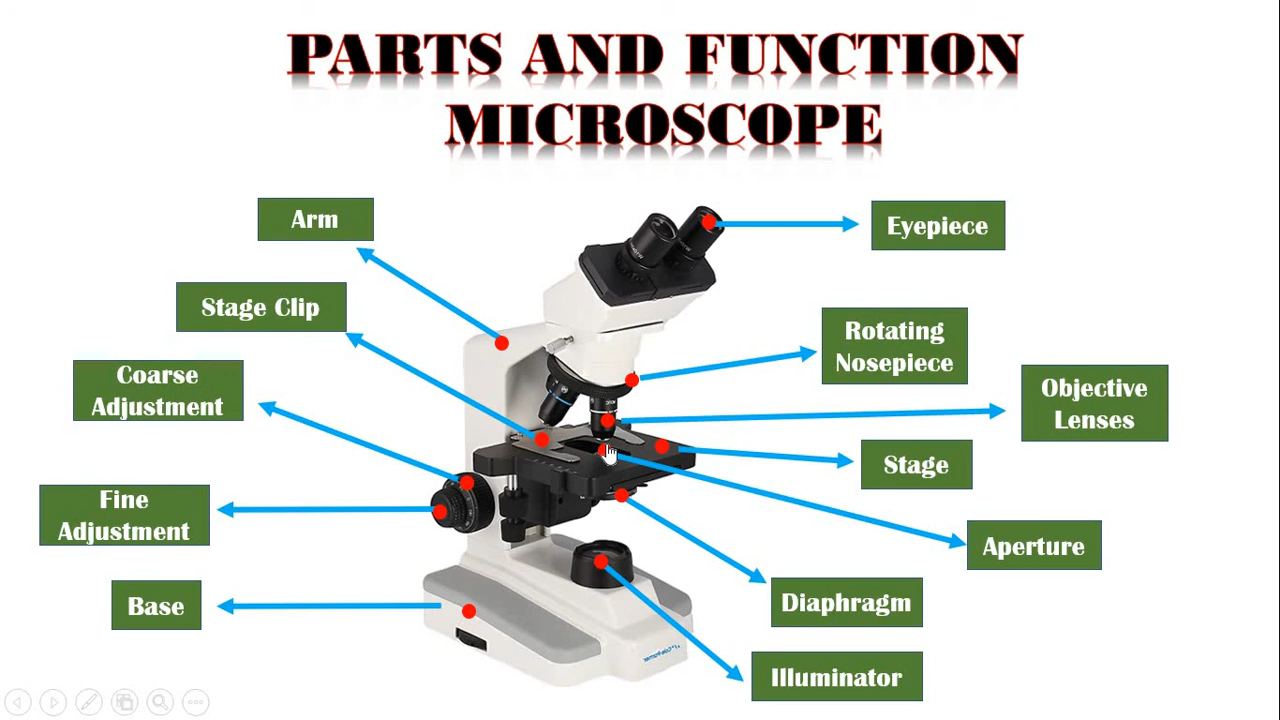 PARTS AND FUNCTION
MICROSCOPE
Arm
Eyepiece
Stage Clip
Rotating
Nosepiece
Coarse
Adjustment
Objective
Lenses
Stage
Fine
Adjustment
Aperture
Base
Diaphragm
Illuminator